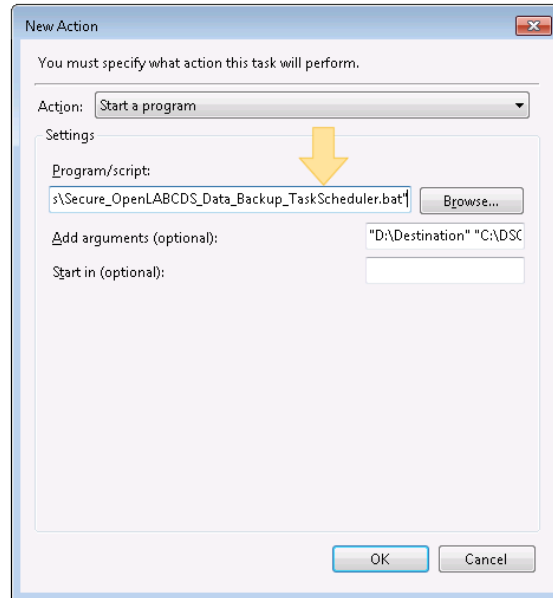 New Action
You must specify what action this task will perform.
Action: Start a program
Settings
Program/script:
s\Secure_OpenLABCDS_Data_Backup_TaskScheduler.bat" Browse...
Add arguments (optional): "D:\Destination" "C:\DSC
Start in (optional):
OK Cancel